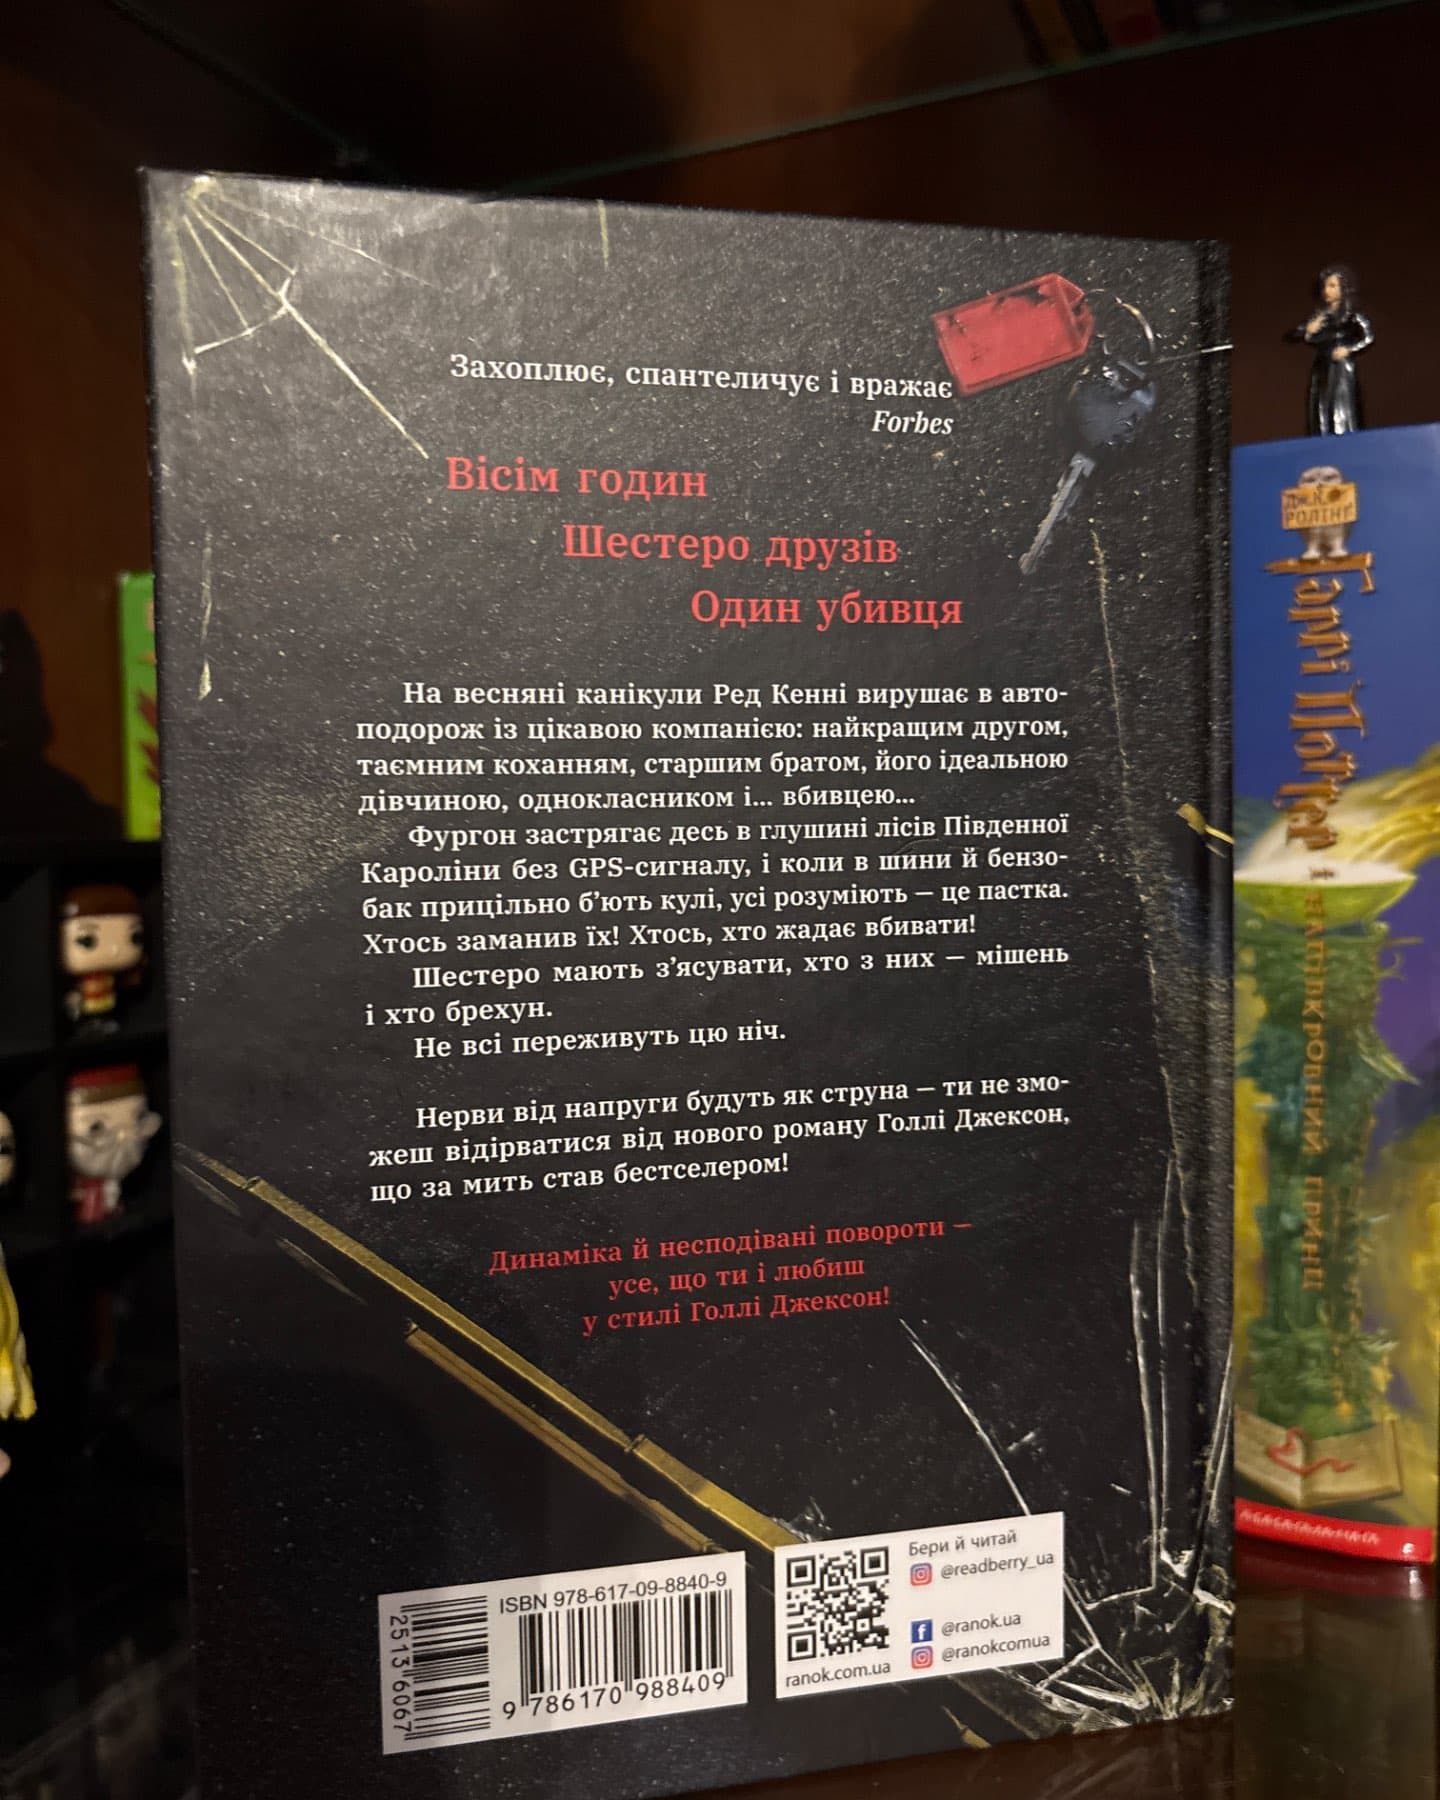 Захоплює, спантеличує і вражає
Forbes
Вісім годин
Шестеро друзів
Один убивця
На весняні канікули Ред Кенні вирушає в авто-
подорож із цікавою компанією: найкращим другом,
таємним коханням, старшим братом, його ідеальною
дівчиною, однокласником і... вбивцею...
Фургон застрягає десь в глушині лісів Південної
Кароліни без GPS-сигналу, і коли в шини й бензо-
бак прицільно б’ють кулі, усі розуміють — це пастка.
Хтось заманив їх! Хтось, хто жадає вбивати!
Шестеро мають з’ясувати, хто з них — мішень
і хто брехун.
Не всі переживуть цю ніч.
Нерви від напруги будуть як струна — ти не змо-
жеш відірватися від нового роману Голлі Джексон,
що за мить став бестселером!
Динаміка й несподівані повороти —
усе, що ти і любиш
у стилі Голлі Джексон!
2513 6067
ISBN 978-617-09-8840-9
9 786170 988409
Бери й читай
@readberry_ua
@ranok.ua
@ranokcomua
ranok.com.ua
Дж.К.
РОЛІНҐ
Гаррі Поттер
і напівкровний принц